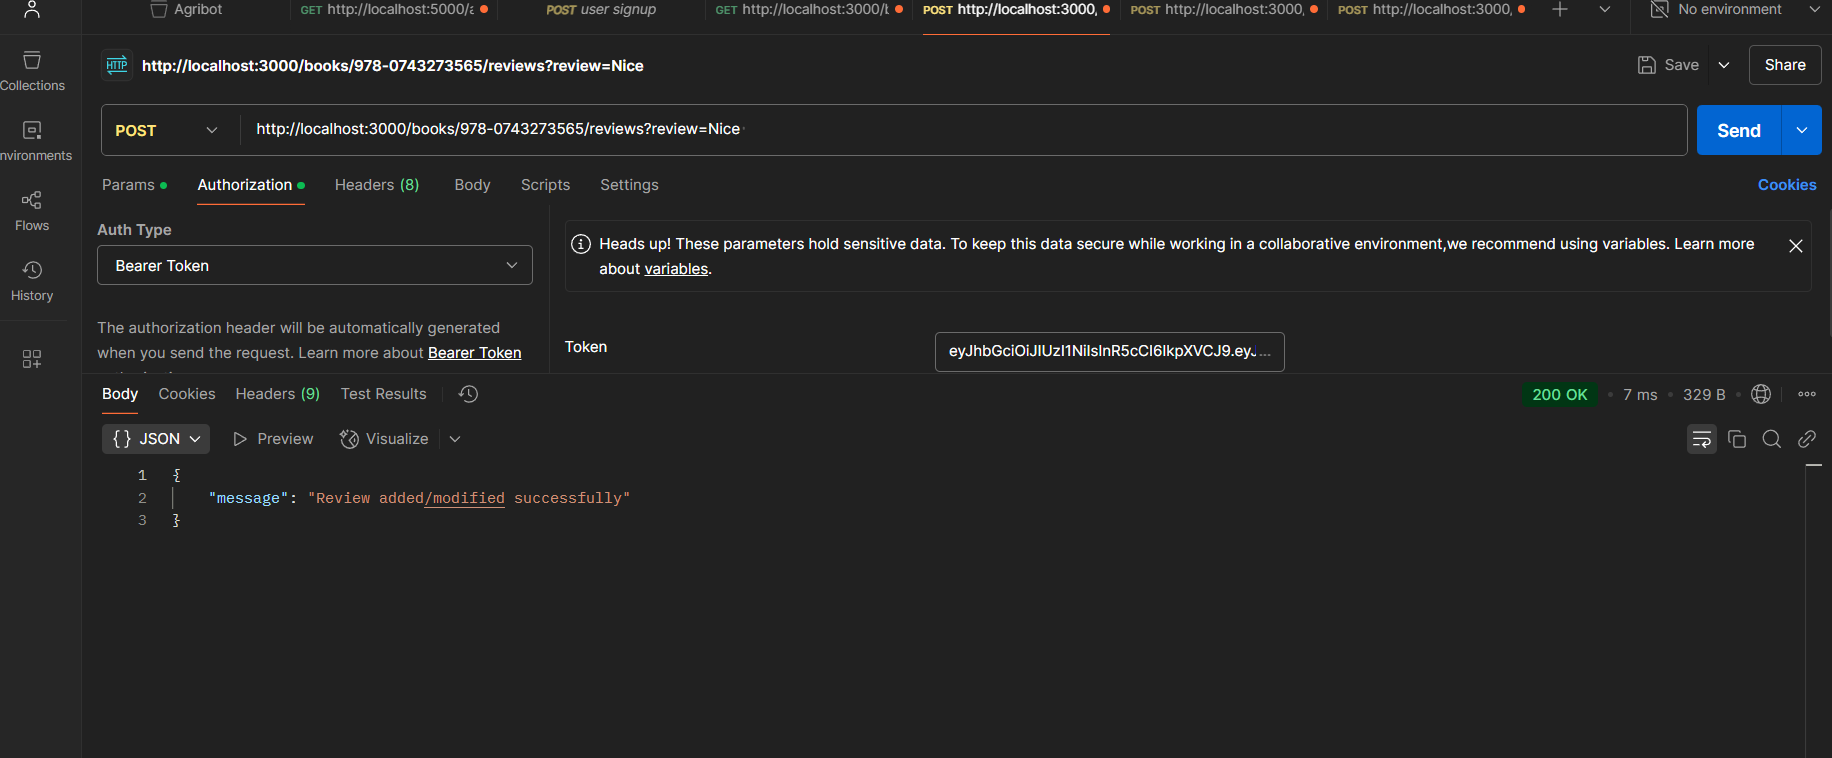 Agribot
GET http://localhost:5000/a
POST user signup
GET http://localhost:3000/b
POST http://localhost:3000,
POST http://localhost:3000,
POST http://localhost:3000,
No environment
HTTP http://localhost:3000/books/978-0743273565/reviews?review=Nice
Save
Share
Collections
POST
http://localhost:3000/books/978-0743273565/reviews?review=Nice
Send
nvironments
Params
Authorization
Headers (8)
Body
Scripts
Settings
Cookies
Flows
History
Auth Type
Bearer Token
The authorization header will be automatically generated
when you send the request. Learn more about Bearer Token
Heads up! These parameters hold sensitive data. To keep this data secure while working in a collaborative environment,we recommend using variables. Learn more
about variables.
Token
eyJhbGciOiJIUzI1NiIsInR5cCI6IkpXVCJ9.eyJ...
Body
Cookies
Headers (9)
Test Results
200 OK
7 ms
329 B
{} JSON
Preview
Visualize
1 {
2 "message": "Review added/modified successfully"
3 }